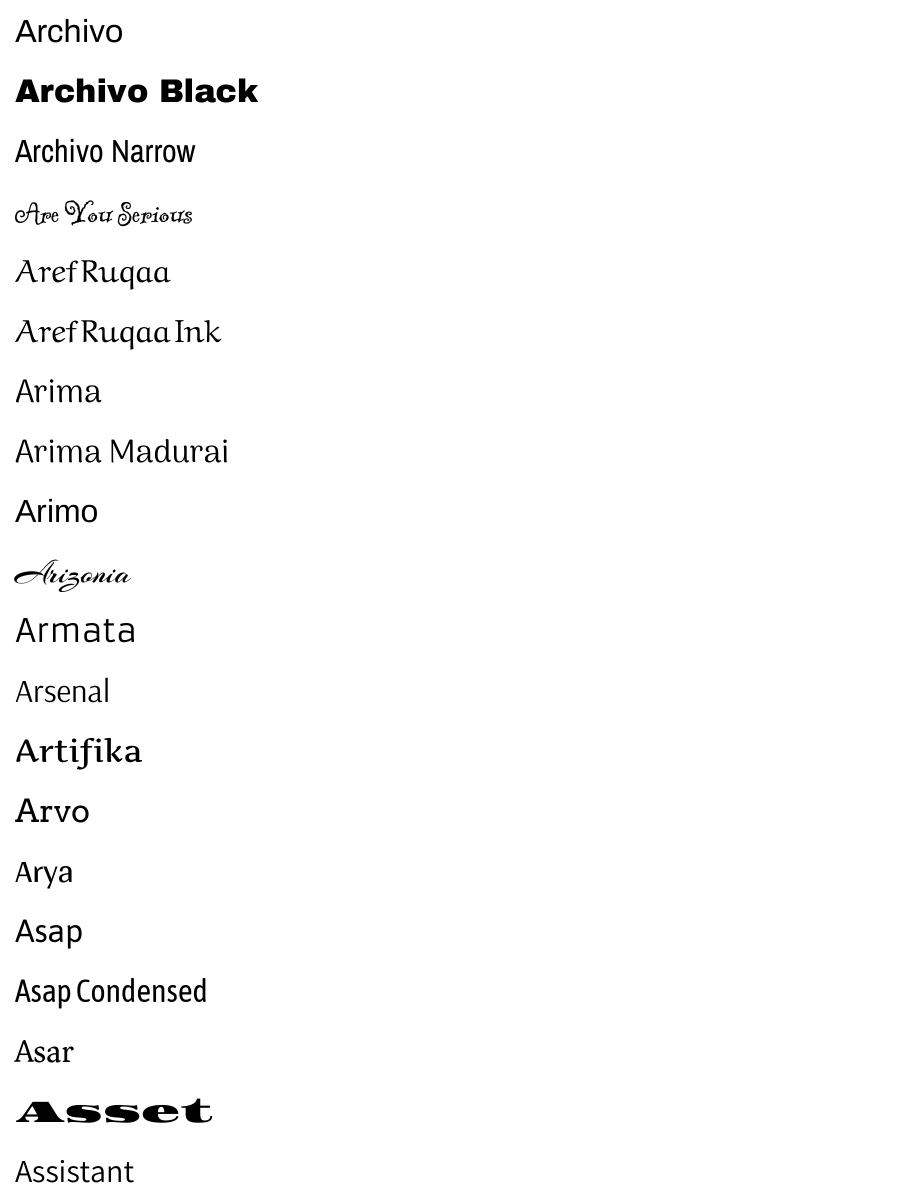 Archivo
Archivo Black
Archivo Narrow
Are You Serious
Aref Ruqaa
Aref Ruqaa Ink
Arima
Arima Madurai
Arimo
Arizonia
Armata
Arsenal
Artifika
Arvo
Arya
Asap
Asap Condensed
Asar
Asset
Assistant